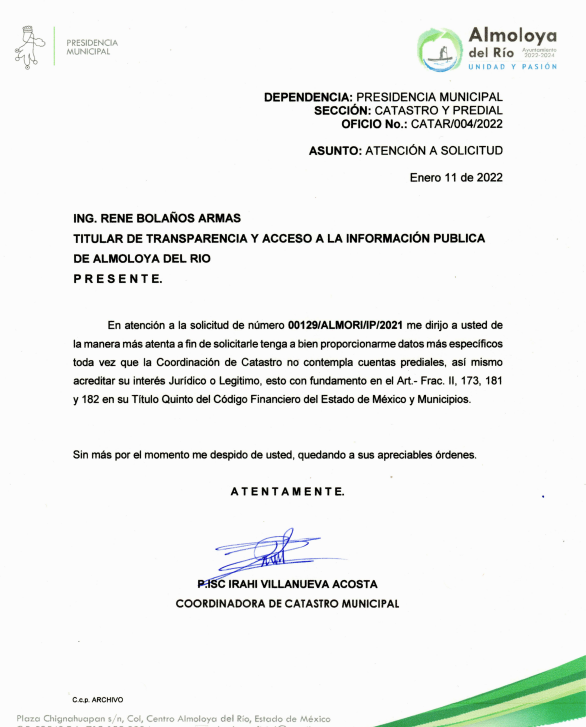 PRESIDENCIA
MUNICIPAL
Almoloya
del Río Ayuntamiento
2022-2024
UNIDAD Y PASIÓN
DEPENDENCIA: PRESIDENCIA MUNICIPAL
SECCIÓN: CATASTRO Y PREDIAL
OFICIO No.: CATAR/004/2022
ASUNTO: ATENCIÓN A SOLICITUD
Enero 11 de 2022
ING. RENE BOLAÑOS ARMAS
TITULAR DE TRANSPARENCIA Y ACCESO A LA INFORMACIÓN PUBLICA
DE ALMOLOYA DEL RIO
P R E S E N T E.
En atención a la solicitud de número 00129/ALMORI/IP/2021 me dirijo a usted de
la manera más atenta a fin de solicitarle tenga a bien proporcionarme datos más específicos
toda vez que la Coordinación de Catastro no contempla cuentas prediales, así mismo
acreditar su interés Jurídico o Legitimo, esto con fundamento en el Art.- Frac. II, 173, 181
y 182 en su Título Quinto del Código Financiero del Estado de México y Municipios.
Sin más por el momento me despido de usted, quedando a sus apreciables órdenes.
A T E N T A M E N T E.
P.ISC IRAHI VILLANUEVA ACOSTA
COORDINADORA DE CATASTRO MUNICIPAL
C.c.p. ARCHIVO
Plaza Chignahuapan s/n, Col, Centro Almoloya del Río, Estado de México